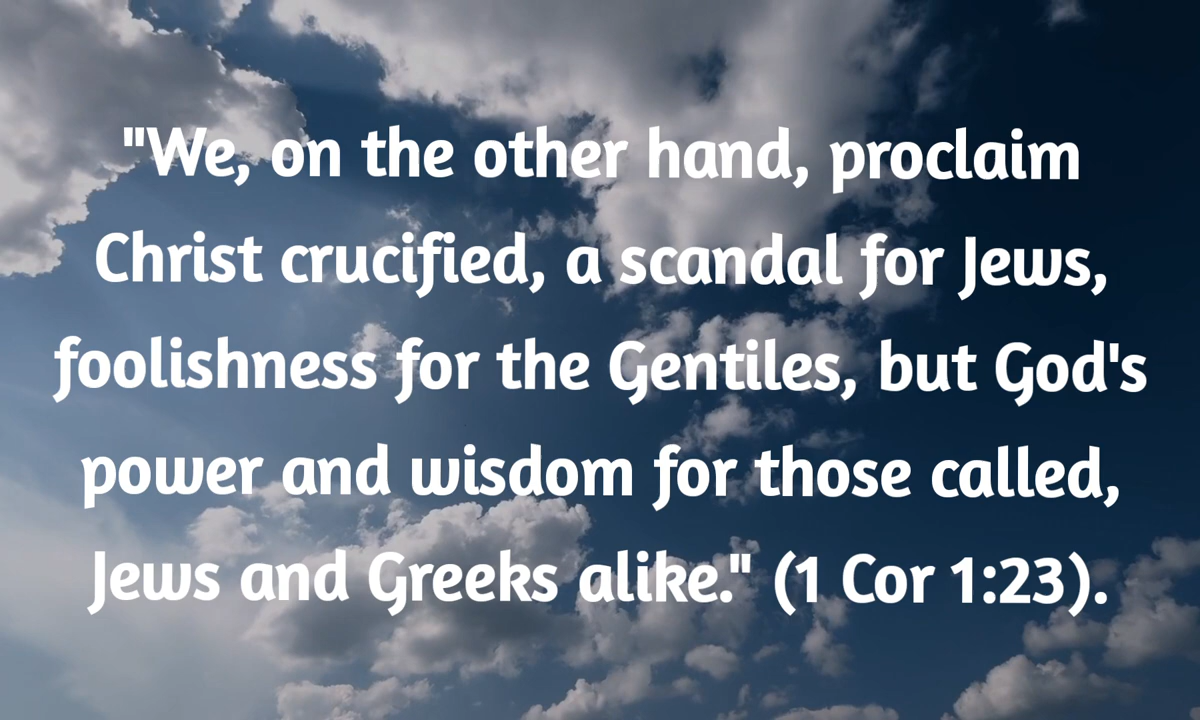 "We, on the other hand, proclaim
Christ crucified, a scandal for Jews,
foolishness for the Gentiles, but God's
power and wisdom for those called,
Jews and Greeks alike." (1 Cor 1:23).